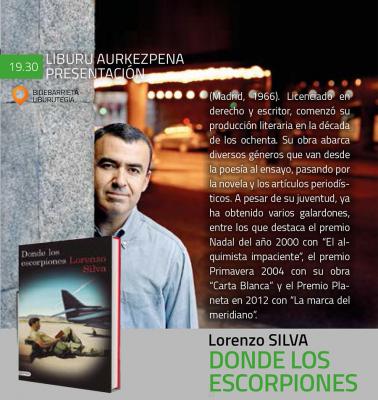 19.30
LIBURU AURKEZPENA
PRESENTACIÓN
BIDEBARRIETA
LIBURUTEGIA
(Madrid, 1966). Licenciado en
derecho y escritor, comenzó su
producción literaria en la década
de los ochenta. Su obra abarca
diversos géneros que van desde
la poesía al ensayo, pasando por
la novela y los artículos periodís-
ticos. A pesar de su juventud, ya
ha obtenido varios galardones,
entre los que destaca el premio
Nadal del año 2000 con “El al-
quimista impaciente”, el premio
Primavera 2004 con su obra
“Carta Blanca” y el Premio Pla-
neta en 2012 con “La marca del
meridiano”.
Donde los
escorpiones Lorenzo
Silva
Lorenzo SILVA
DONDE LOS
ESCORPIONES